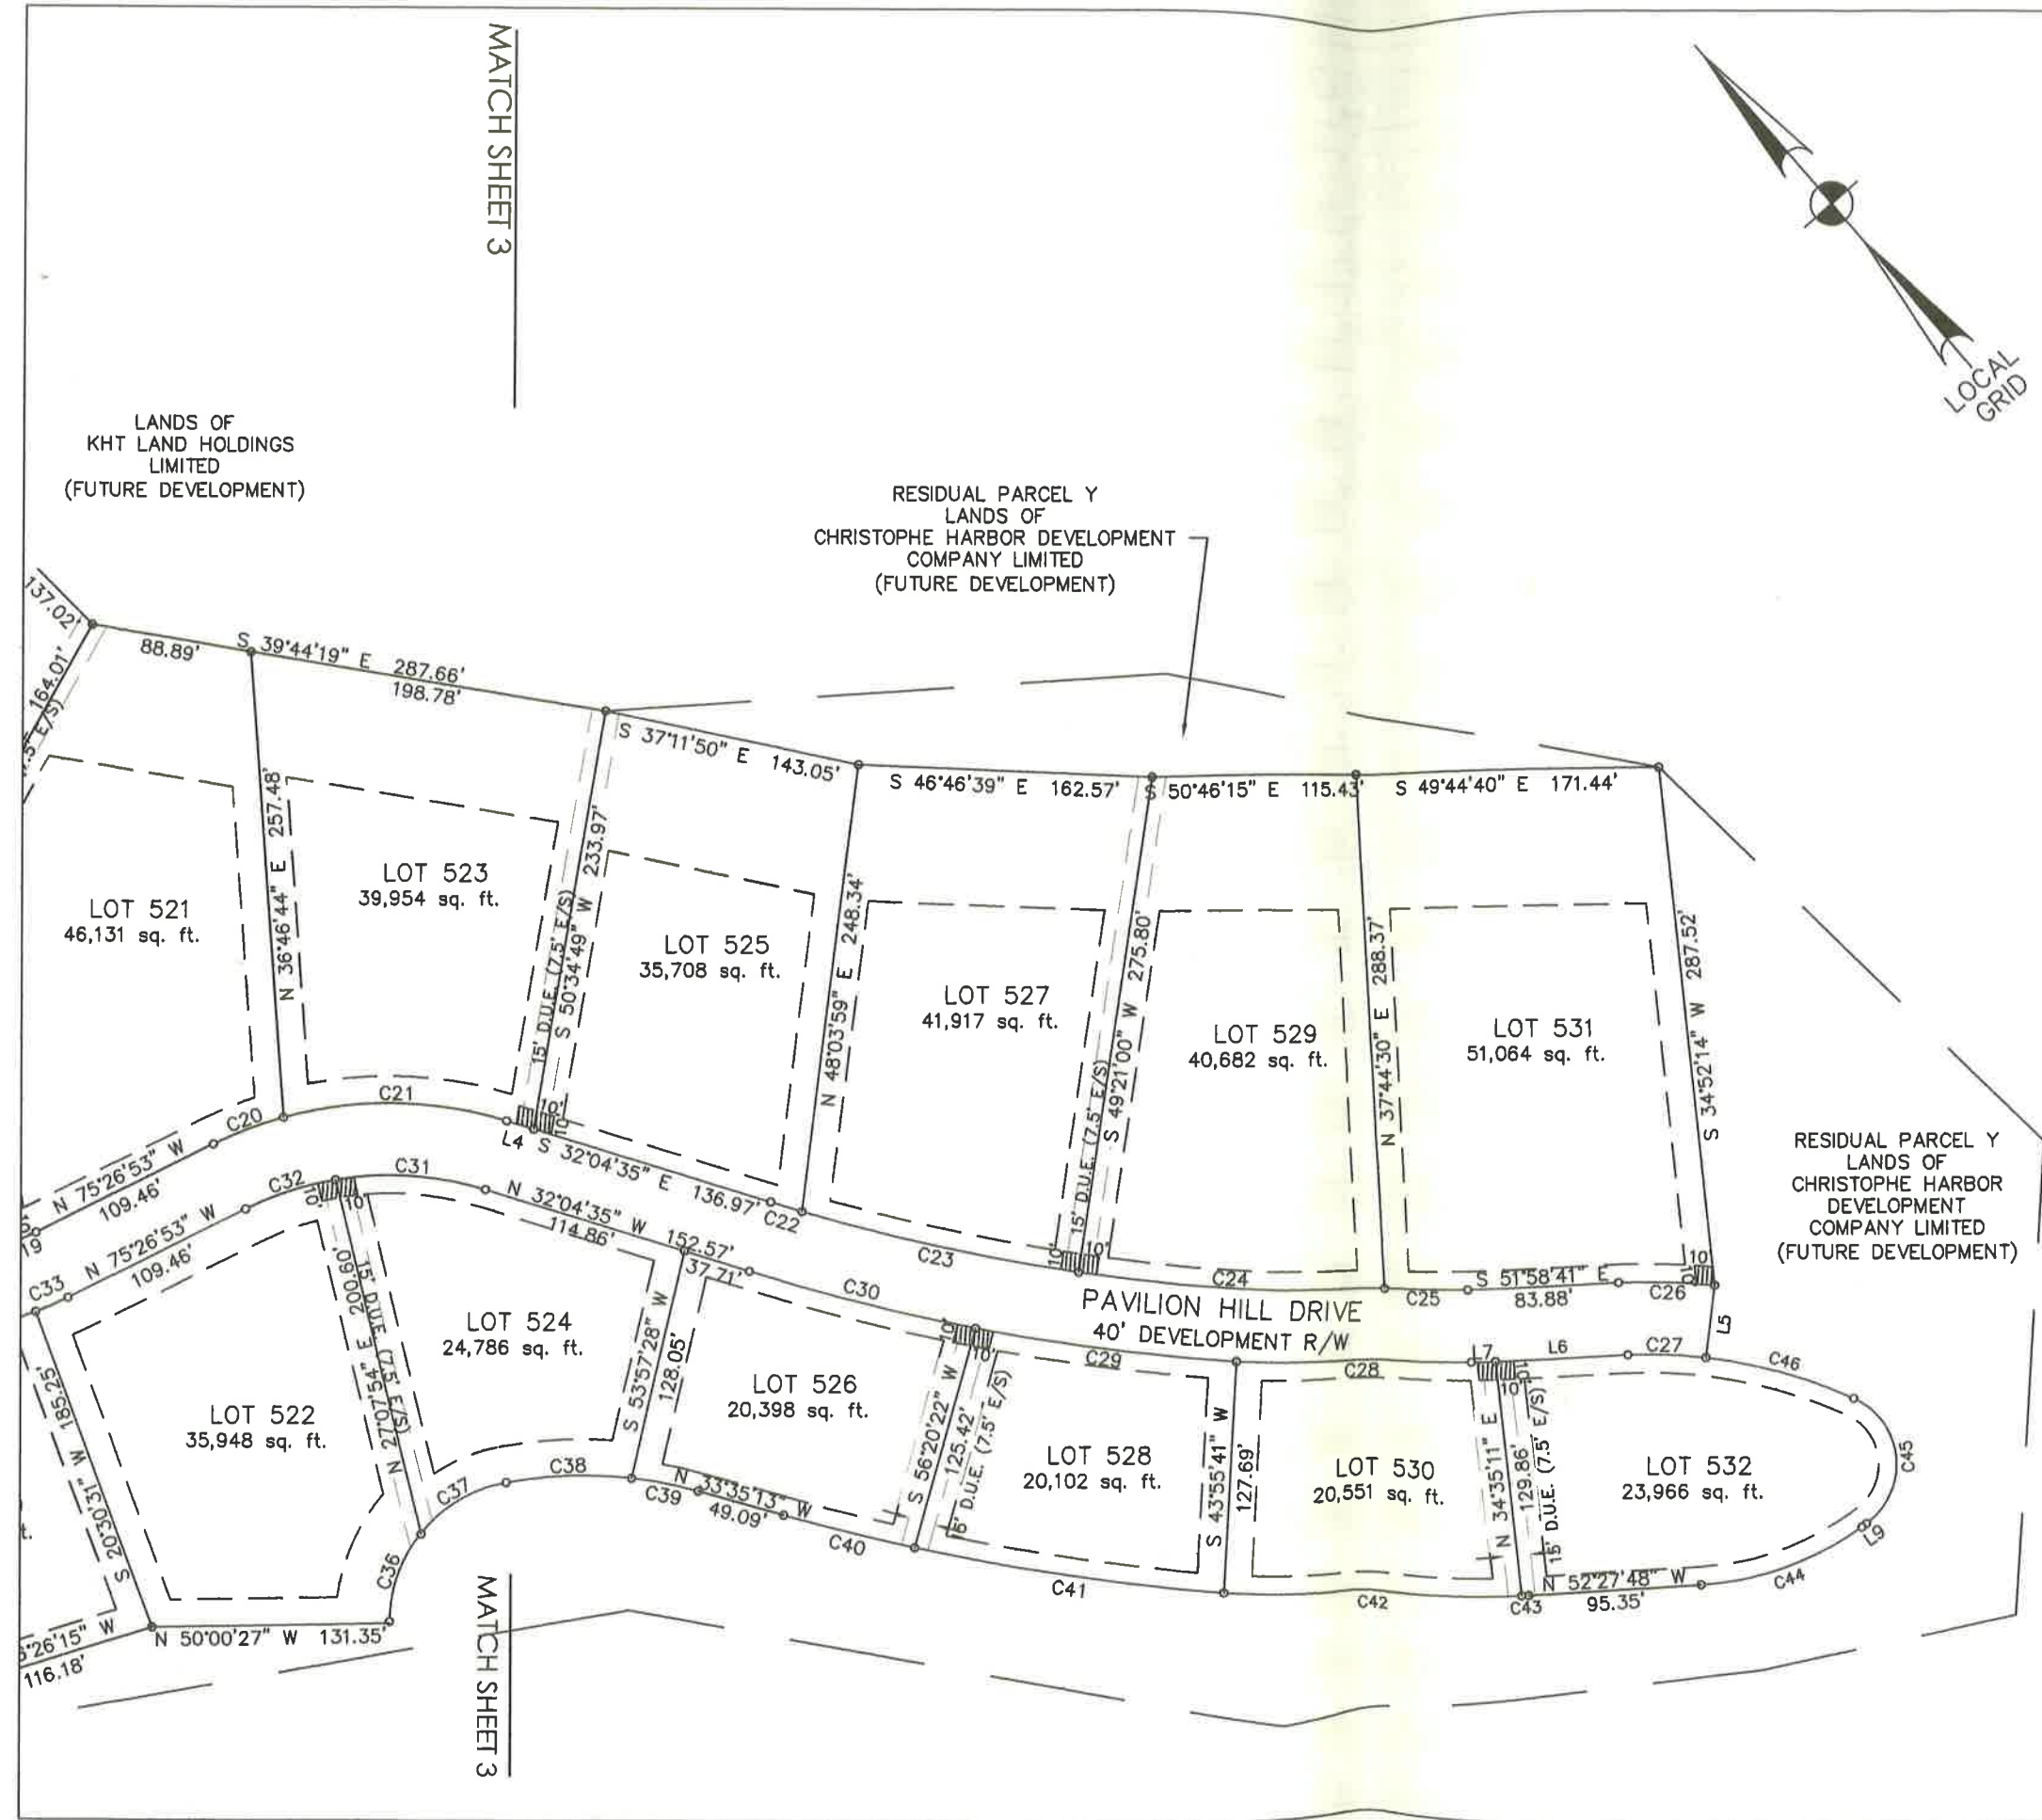 MATCH SHEET 3
LOCAL
GRID
LANDS OF
KHT LAND HOLDINGS
LIMITED
(FUTURE DEVELOPMENT)
RESIDUAL PARCEL Y
LANDS OF
CHRISTOPHE HARBOR DEVELOPMENT
COMPANY LIMITED
(FUTURE DEVELOPMENT)
137.02'
164.01'
88.89'
S 39°44'19" E 287.66'
198.78'
S 37°11'50" E 143.05'
S 46°46'39" E 162.57'
S 50°46'15" E 115.43'
S 49°44'40" E 171.44'
LOT 521
46,131 sq. ft.
N 36°46'44" E 257.48'
LOT 523
39,954 sq. ft.
15' D.U.E. (7.5' E/S)
S 50°34'49" W 233.97'
LOT 525
35,708 sq. ft.
N 48°03'59" E 248.34'
LOT 527
41,917 sq. ft.
15' D.U.E. (7.5' E/S)
S 49°21'00" W 275.80'
LOT 529
40,682 sq. ft.
N 37°44'30" E 288.37'
LOT 531
51,064 sq. ft.
S 34°52'14" W 287.52'
RESIDUAL PARCEL Y
LANDS OF
CHRISTOPHE HARBOR
DEVELOPMENT
COMPANY LIMITED
(FUTURE DEVELOPMENT)
19
N 75°26'53" W
109.46'
C20
C21
L4
10'
10'
S 32°04'35" E 136.97'
C22
C23
10'
10'
C24
C25
S 51°58'41" E
83.88'
C26
10'
10'
L5
PAVILION HILL DRIVE
40' DEVELOPMENT R/W
C33
N 75°26'53" W
109.46'
C32
10'
10'
C31
N 32°04'35" W 152.57'
114.86'
37.71'
C30
10'
10'
C29
C28
L7
10'
10'
L6
C27
C46
C45
L9
C44
S 20°30'31" W 185.25'
LOT 522
35,948 sq. ft.
N 27°07'54" E 200.60'
15' D.U.E. (7.5' E/S)
LOT 524
24,786 sq. ft.
S 53°57'28" W
128.05'
LOT 526
20,398 sq. ft.
S 56°20'22" W
125.42'
15' D.U.E. (7.5' E/S)
LOT 528
20,102 sq. ft.
S 43°55'41" W
127.69'
LOT 530
20,551 sq. ft.
N 34°35'11" E
129.86'
15' D.U.E. (7.5' E/S)
LOT 532
23,966 sq. ft.
C36
C37
C38
C39
N 33°35'13" W
49.09'
C40
C41
C42
C43
N 52°27'48" W
95.35'
N 50°00'27" W 131.35'
116.18'
MATCH SHEET 3